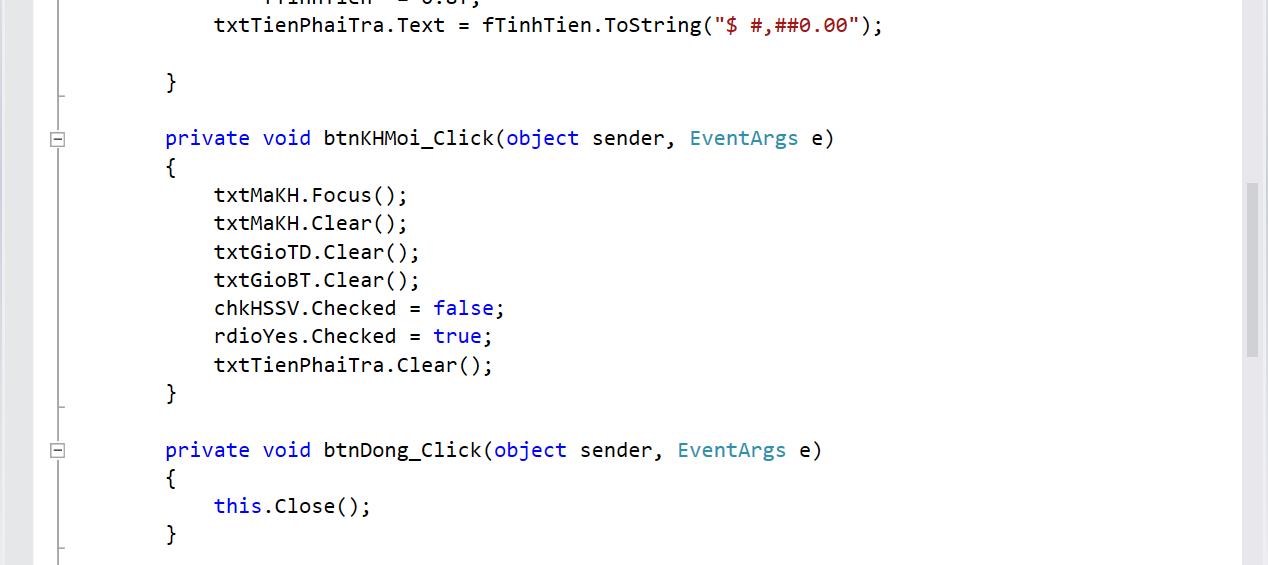 txtTienPhaiTra.Text = fTinhTien.ToString("$ #,##0.00");
}
private void btnKHMoi_Click(object sender, EventArgs e)
{
txtMaKH.Focus();
txtMaKH.Clear();
txtGioTD.Clear();
txtGioBT.Clear();
chkHSSV.Checked = false;
rdioYes.Checked = true;
txtTienPhaiTra.Clear();
}
private void btnDong_Click(object sender, EventArgs e)
{
this.Close();
}